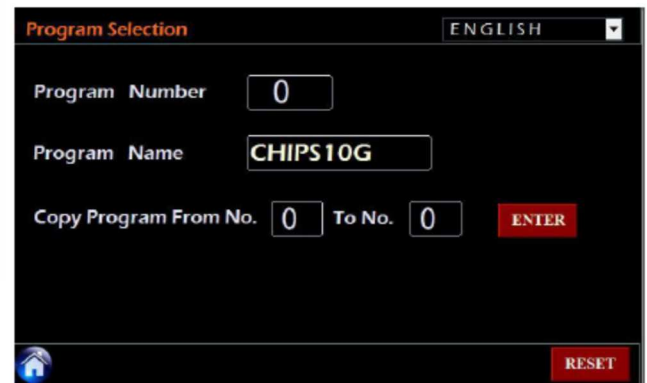 Program Selection ENGLISH
Program Number 0
Program Name CHIPS10G
Copy Program From No. 0 To No. 0 ENTER
RESET